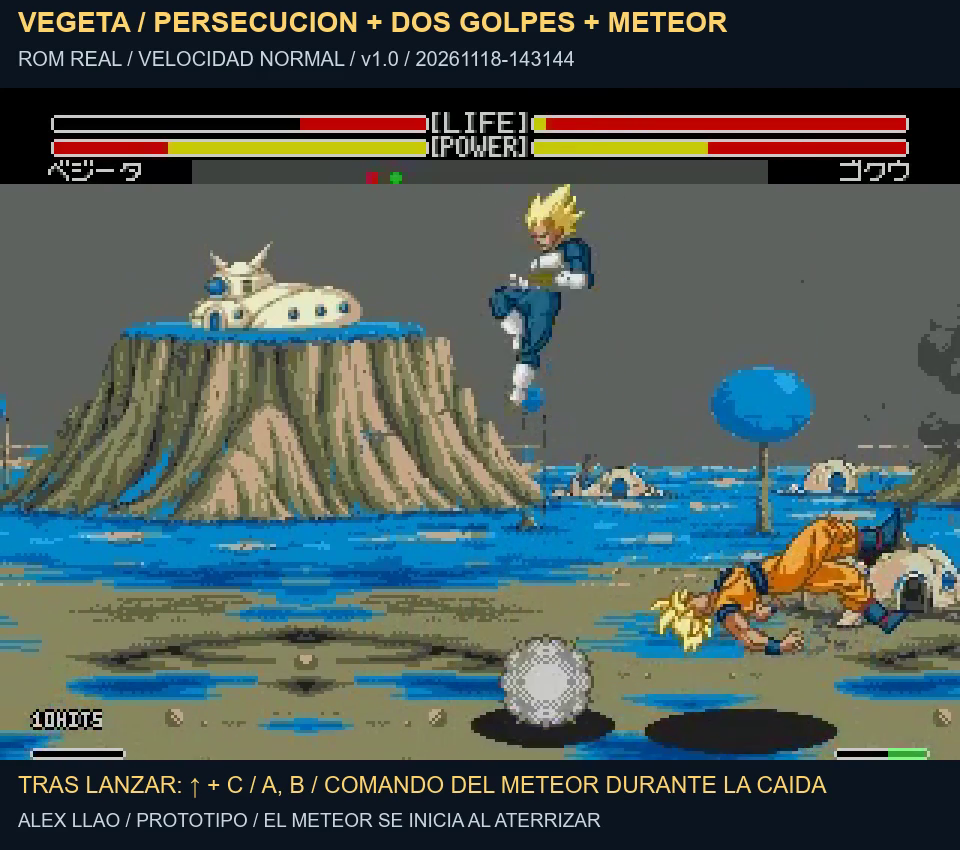 VEGETA / PERSECUCION + DOS GOLPES + METEOR
ROM REAL / VELOCIDAD NORMAL / v1.0 / 20261118-143144
[LIFE]
[POWER]
ベジータ ゴクウ
10HITS
TRAS LANZAR: ↑ + C / A, B / COMANDO DEL METEOR DURANTE LA CAIDA
ALEX LLAO / PROTOTIPO / EL METEOR SE INICIA AL ATERRIZAR